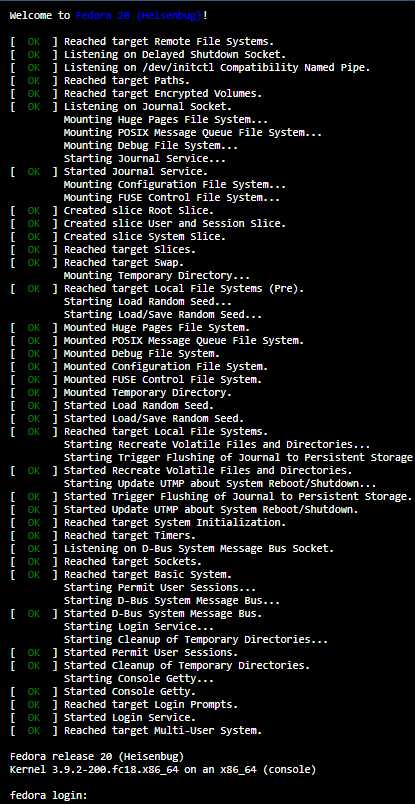 Welcome to Fedora 20 (Heisenbug)!
[  OK  ] Reached target Remote File Systems.
[  OK  ] Listening on Delayed Shutdown Socket.
[  OK  ] Listening on /dev/initctl Compatibility Named Pipe.
[  OK  ] Reached target Paths.
[  OK  ] Reached target Encrypted Volumes.
[  OK  ] Listening on Journal Socket.
Mounting Huge Pages File System...
Mounting POSIX Message Queue File System...
Mounting Debug File System...
Starting Journal Service...
[  OK  ] Started Journal Service.
Mounting Configuration File System...
Mounting FUSE Control File System...
[  OK  ] Created slice Root Slice.
[  OK  ] Created slice User and Session Slice.
[  OK  ] Created slice System Slice.
[  OK  ] Reached target Slices.
[  OK  ] Reached target Swap.
Mounting Temporary Directory...
[  OK  ] Reached target Local File Systems (Pre).
Starting Load Random Seed...
Starting Load/Save Random Seed...
[  OK  ] Mounted Huge Pages File System.
[  OK  ] Mounted POSIX Message Queue File System.
[  OK  ] Mounted Debug File System.
[  OK  ] Mounted Configuration File System.
[  OK  ] Mounted FUSE Control File System.
[  OK  ] Mounted Temporary Directory.
[  OK  ] Started Load Random Seed.
[  OK  ] Started Load/Save Random Seed.
[  OK  ] Reached target Local File Systems.
Starting Recreate Volatile Files and Directories...
Starting Trigger Flushing of Journal to Persistent Storage
[  OK  ] Started Recreate Volatile Files and Directories.
Starting Update UTMP about System Reboot/Shutdown...
[  OK  ] Started Trigger Flushing of Journal to Persistent Storage.
[  OK  ] Started Update UTMP about System Reboot/Shutdown.
[  OK  ] Reached target System Initialization.
[  OK  ] Reached target Timers.
[  OK  ] Listening on D-Bus System Message Bus Socket.
[  OK  ] Reached target Sockets.
[  OK  ] Reached target Basic System.
Starting Permit User Sessions...
Starting D-Bus System Message Bus...
[  OK  ] Started D-Bus System Message Bus.
Starting Login Service...
Starting Cleanup of Temporary Directories...
[  OK  ] Started Permit User Sessions.
[  OK  ] Started Cleanup of Temporary Directories.
Starting Console Getty...
[  OK  ] Started Console Getty.
[  OK  ] Reached target Login Prompts.
[  OK  ] Started Login Service.
[  OK  ] Reached target Multi-User System.
Fedora release 20 (Heisenbug)
Kernel 3.9.2-200.fc18.x86_64 on an x86_64 (console)
fedora login: